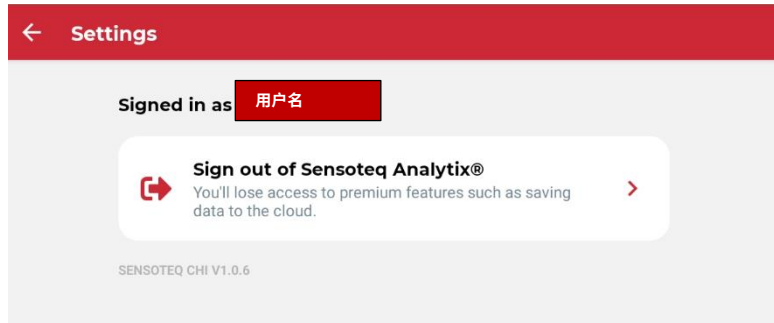 Settings
Signed in as 用户名
Sign out of Sensoteq Analytix®
You'll lose access to premium features such as saving
data to the cloud.
SENSOTEQ CHI V1.0.6